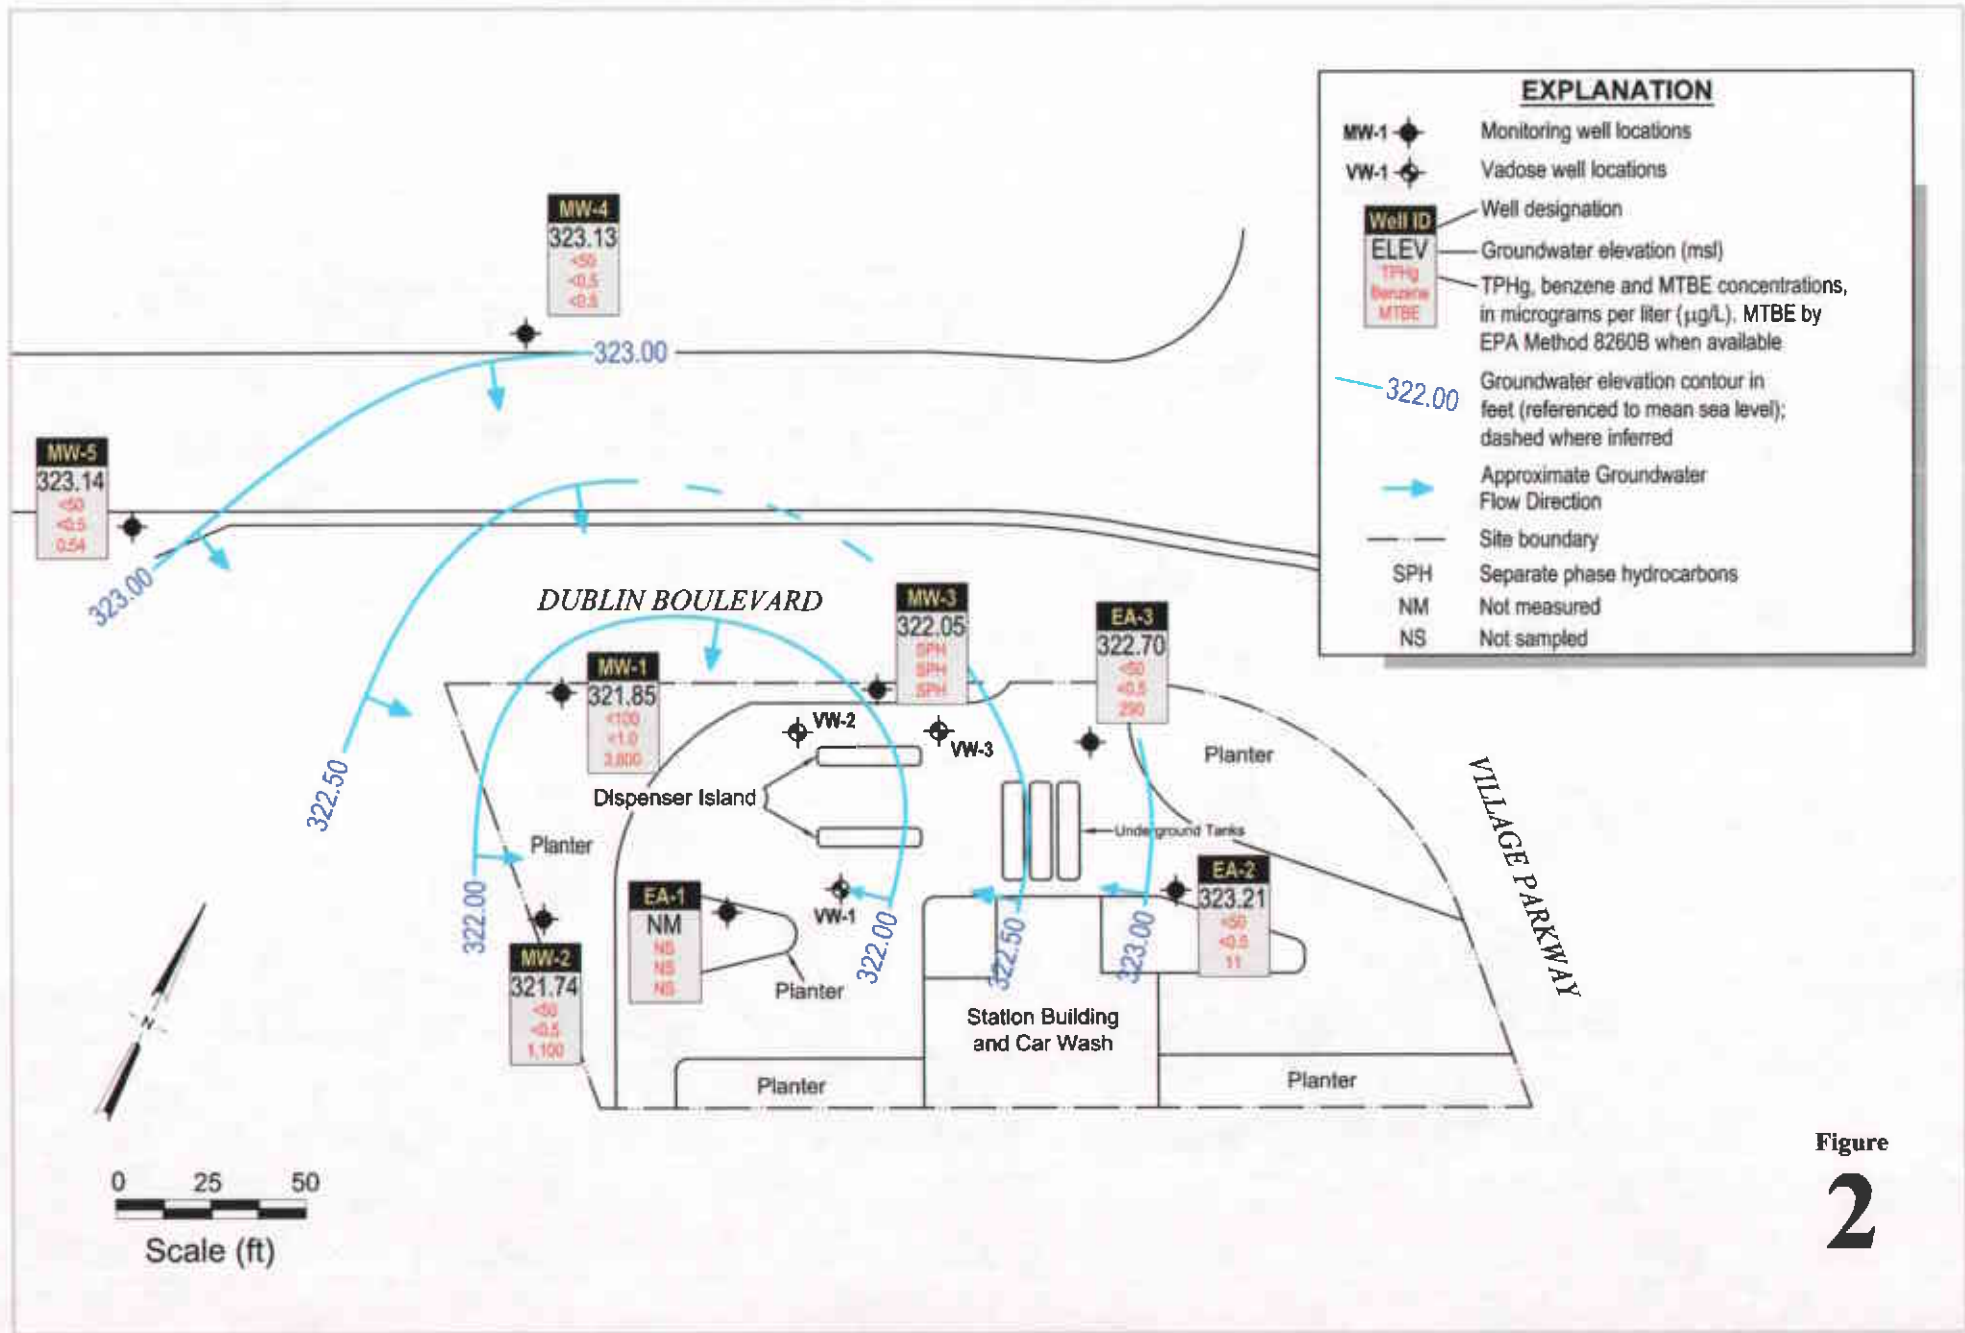 EXPLANATION
MW-1
Monitoring well locations
VW-1
Vadose well locations
Well ID
ELEV
TPHg
Benzene
MTBE
Well designation
Groundwater elevation (msl)
TPHg, benzene and MTBE concentrations,
in micrograms per liter (µg/L). MTBE by
EPA Method 8260B when available
322.00
Groundwater elevation contour in
feet (referenced to mean sea level);
dashed where inferred
Approximate Groundwater
Flow Direction
Site boundary
SPH
Separate phase hydrocarbons
NM
Not measured
NS
Not sampled
MW-4
323.13
<50
<0.5
<0.5
323.00
MW-5
323.14
<50
<0.5
0.54
323.00
DUBLIN BOULEVARD
MW-3
322.05
SPH
SPH
SPH
EA-3
322.70
<50
<0.5
290
MW-1
321.85
<100
<1.0
3,800
VW-2
VW-3
Planter
322.50
Dispenser Island
Underground Tanks
VILLAGE PARKWAY
Planter
EA-1
NM
NS
NS
NS
VW-1
EA-2
323.21
<50
<0.5
11
322.00
322.00
322.50
323.00
MW-2
321.74
<50
<0.5
1,100
Planter
N
Station Building
and Car Wash
Planter
Planter
0 25 50
Scale (ft)
Figure
2